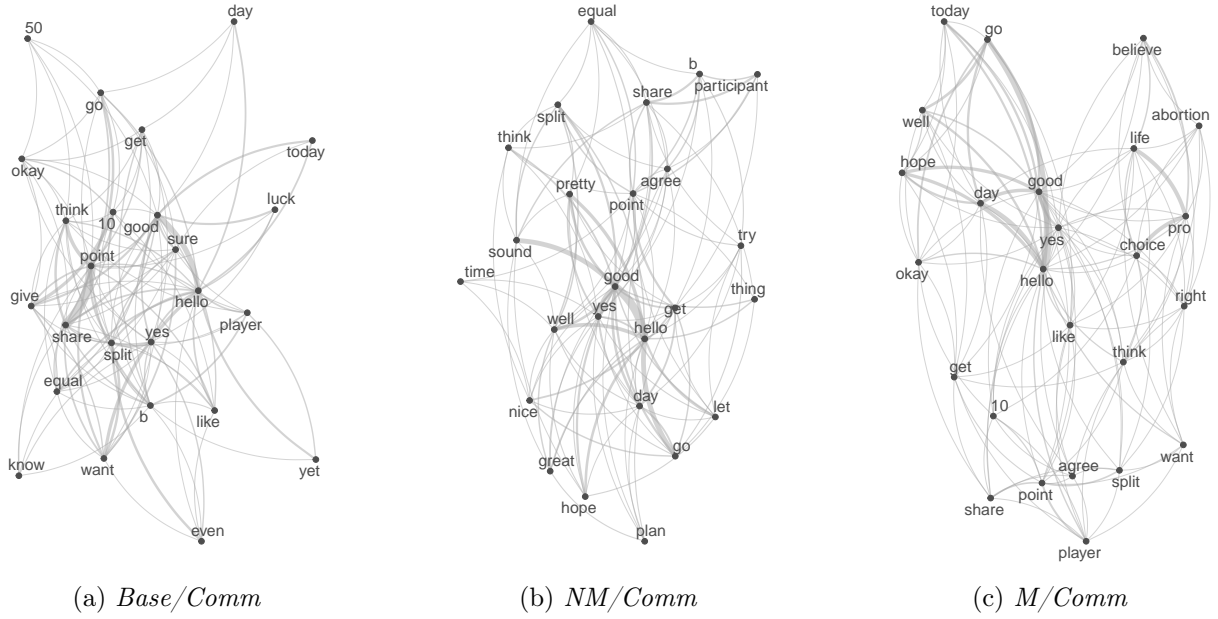 day
50
go
get
today
okay
luck
think
10
good
sure
point
hello
give
player
share
split
yes
equal
b
like
know
want
yet
even
(a) Base/Comm
equal
b
participant
share
split
think
agree
pretty
point
try
sound
time
good
thing
yes
get
well
hello
nice
day
let
go
great
hope
plan
(b) NM/Comm
today
go
believe
abortion
well
life
hope
good
day
pro
yes
choice
okay
hello
right
like
think
get
10
want
agree
split
point
share
player
(c) M/Comm